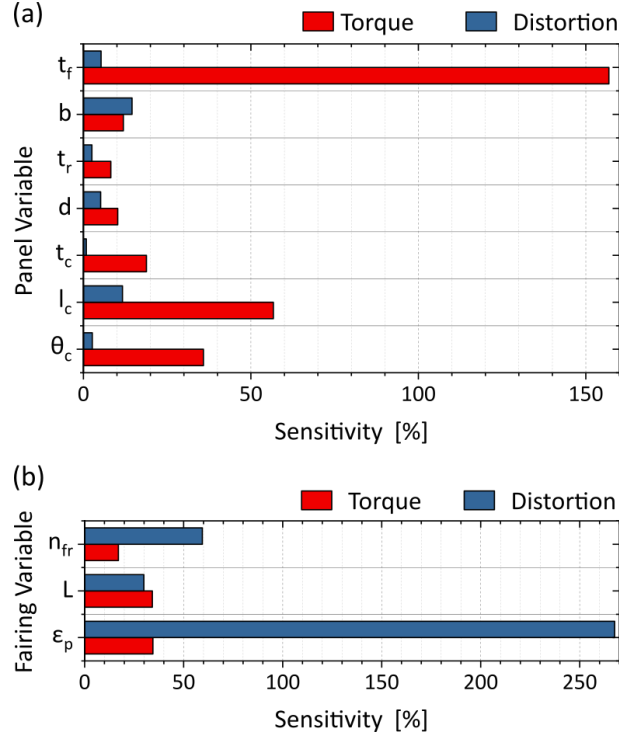 (a)
Torque Distortion
Panel Variable
t_f
b
t_r
d
t_c
l_c
θ_c
0 50 100 150
Sensitivity [%]
(b)
Torque Distortion
Fairing Variable
n_fr
L
ε_p
0 50 100 150 200 250
Sensitivity [%]